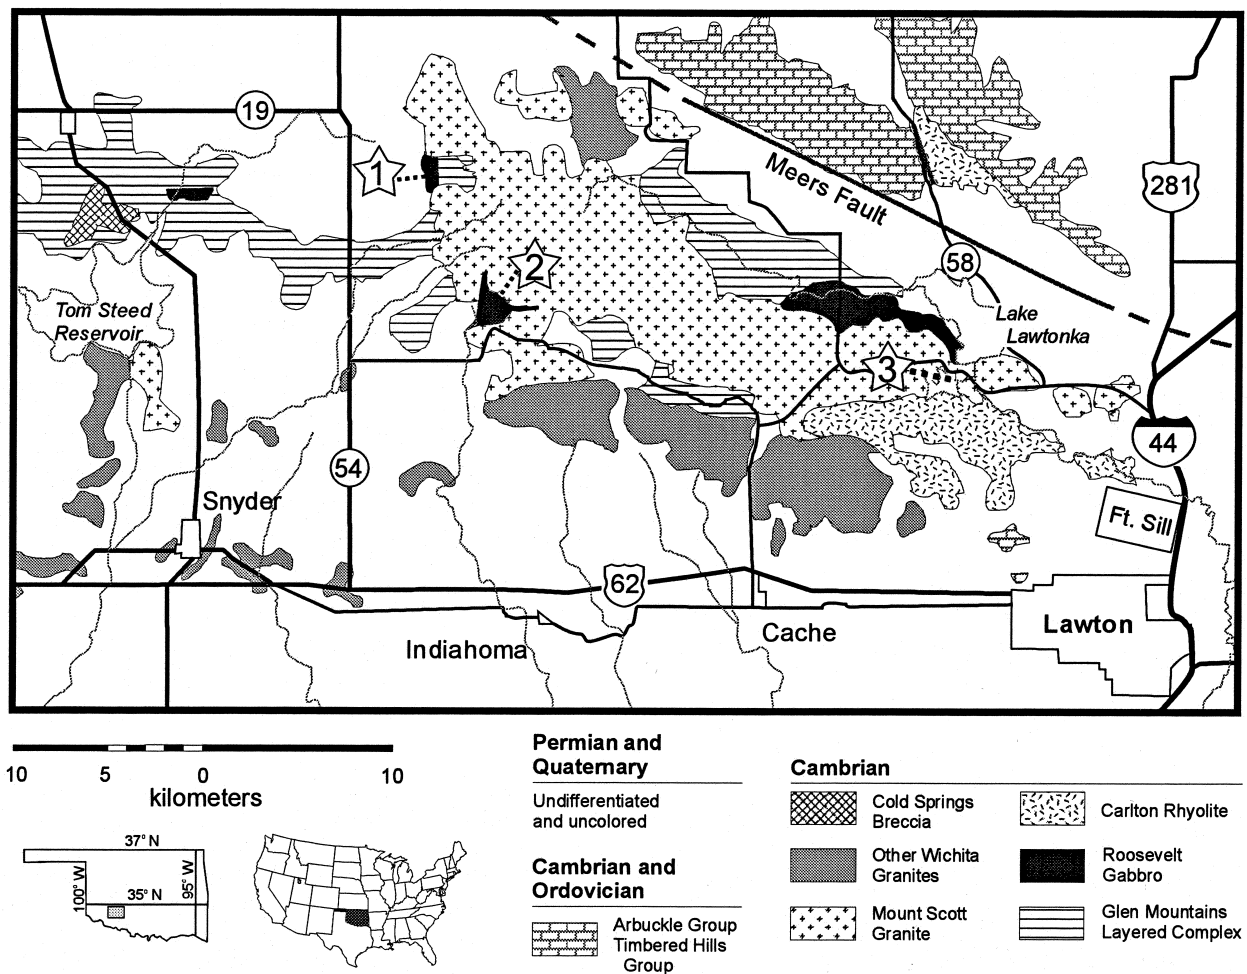 19
1
Meers Fault
281
2
58
Tom Steed
Reservoir
Lake
Lawtonka
3
54
44
Snyder
Ft. Sill
62
Indiahoma
Cache
Lawton
10 5 0 10
kilometers
37° N
100° W
95° W
35° N
Permian and
Quaternary
Undifferentiated
and uncolored
Cambrian and
Ordovician
Arbuckle Group
Timbered Hills
Group
Cambrian
Cold Springs
Breccia
Other Wichita
Granites
Mount Scott
Granite
Carlton Rhyolite
Roosevelt
Gabbro
Glen Mountains
Layered Complex